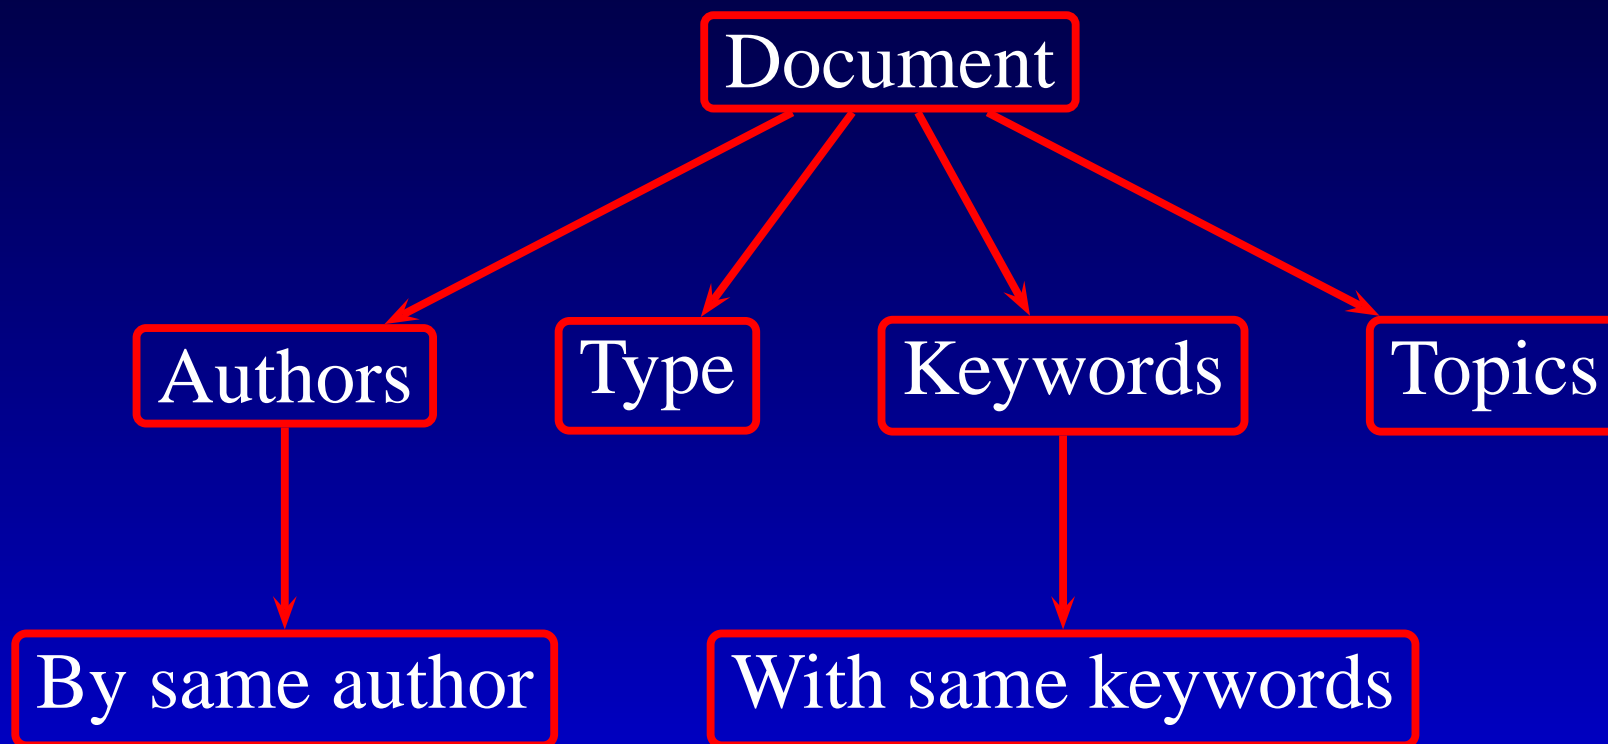 Document
Authors
Type
Keywords
Topics
By same author
With same keywords